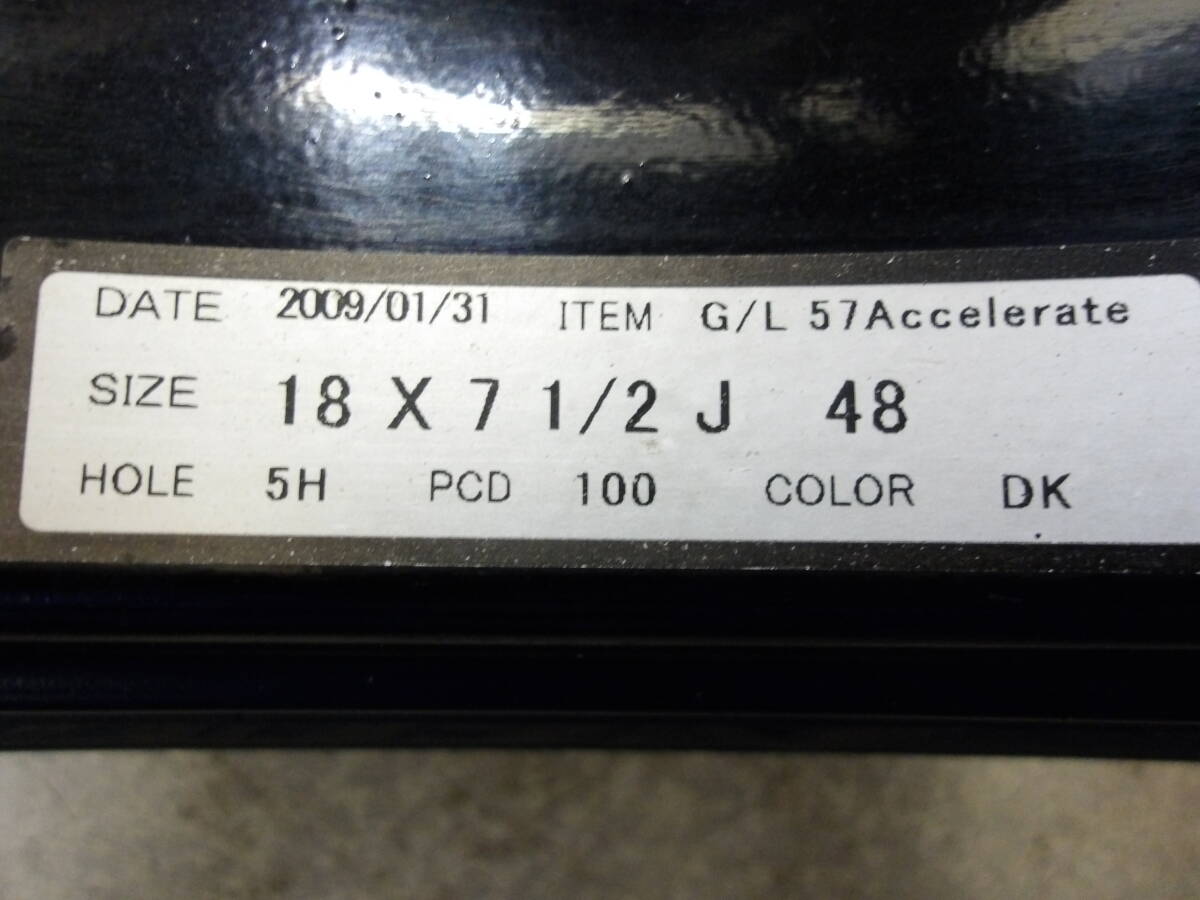 DATE 2009/01/31 ITEM G/L 57Accelerate
SIZE 18 X 7 1/2 J 48
HOLE 5H PCD 100 COLOR DK